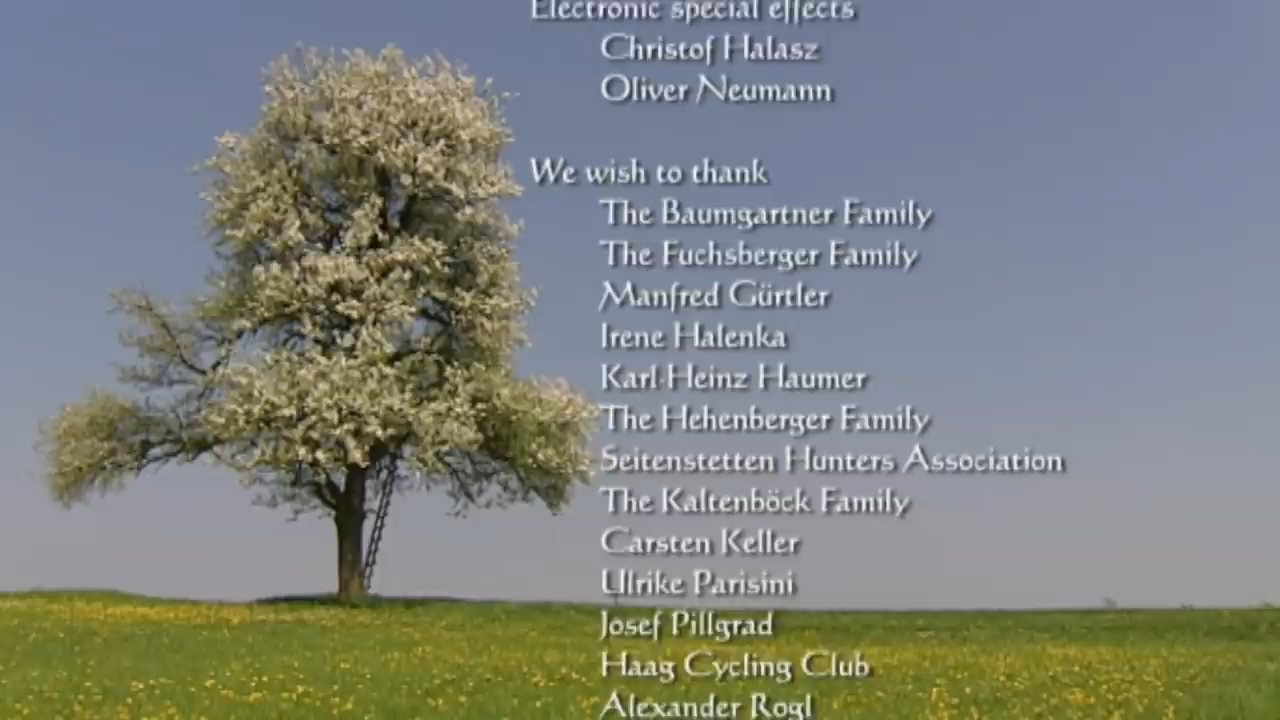 Electronic special effects
Christof Halasz
Oliver Neumann
We wish to thank
The Baumgartner Family
The Fuchsberger Family
Manfred Gürtler
Irene Halenka
Karl-Heinz Haumer
The Hehenberger Family
Seitenstetten Hunters Association
The Kaltenböck Family
Carsten Keller
Ulrike Parisini
Josef Pillgrad
Haag Cycling Club
Alexander Rogl